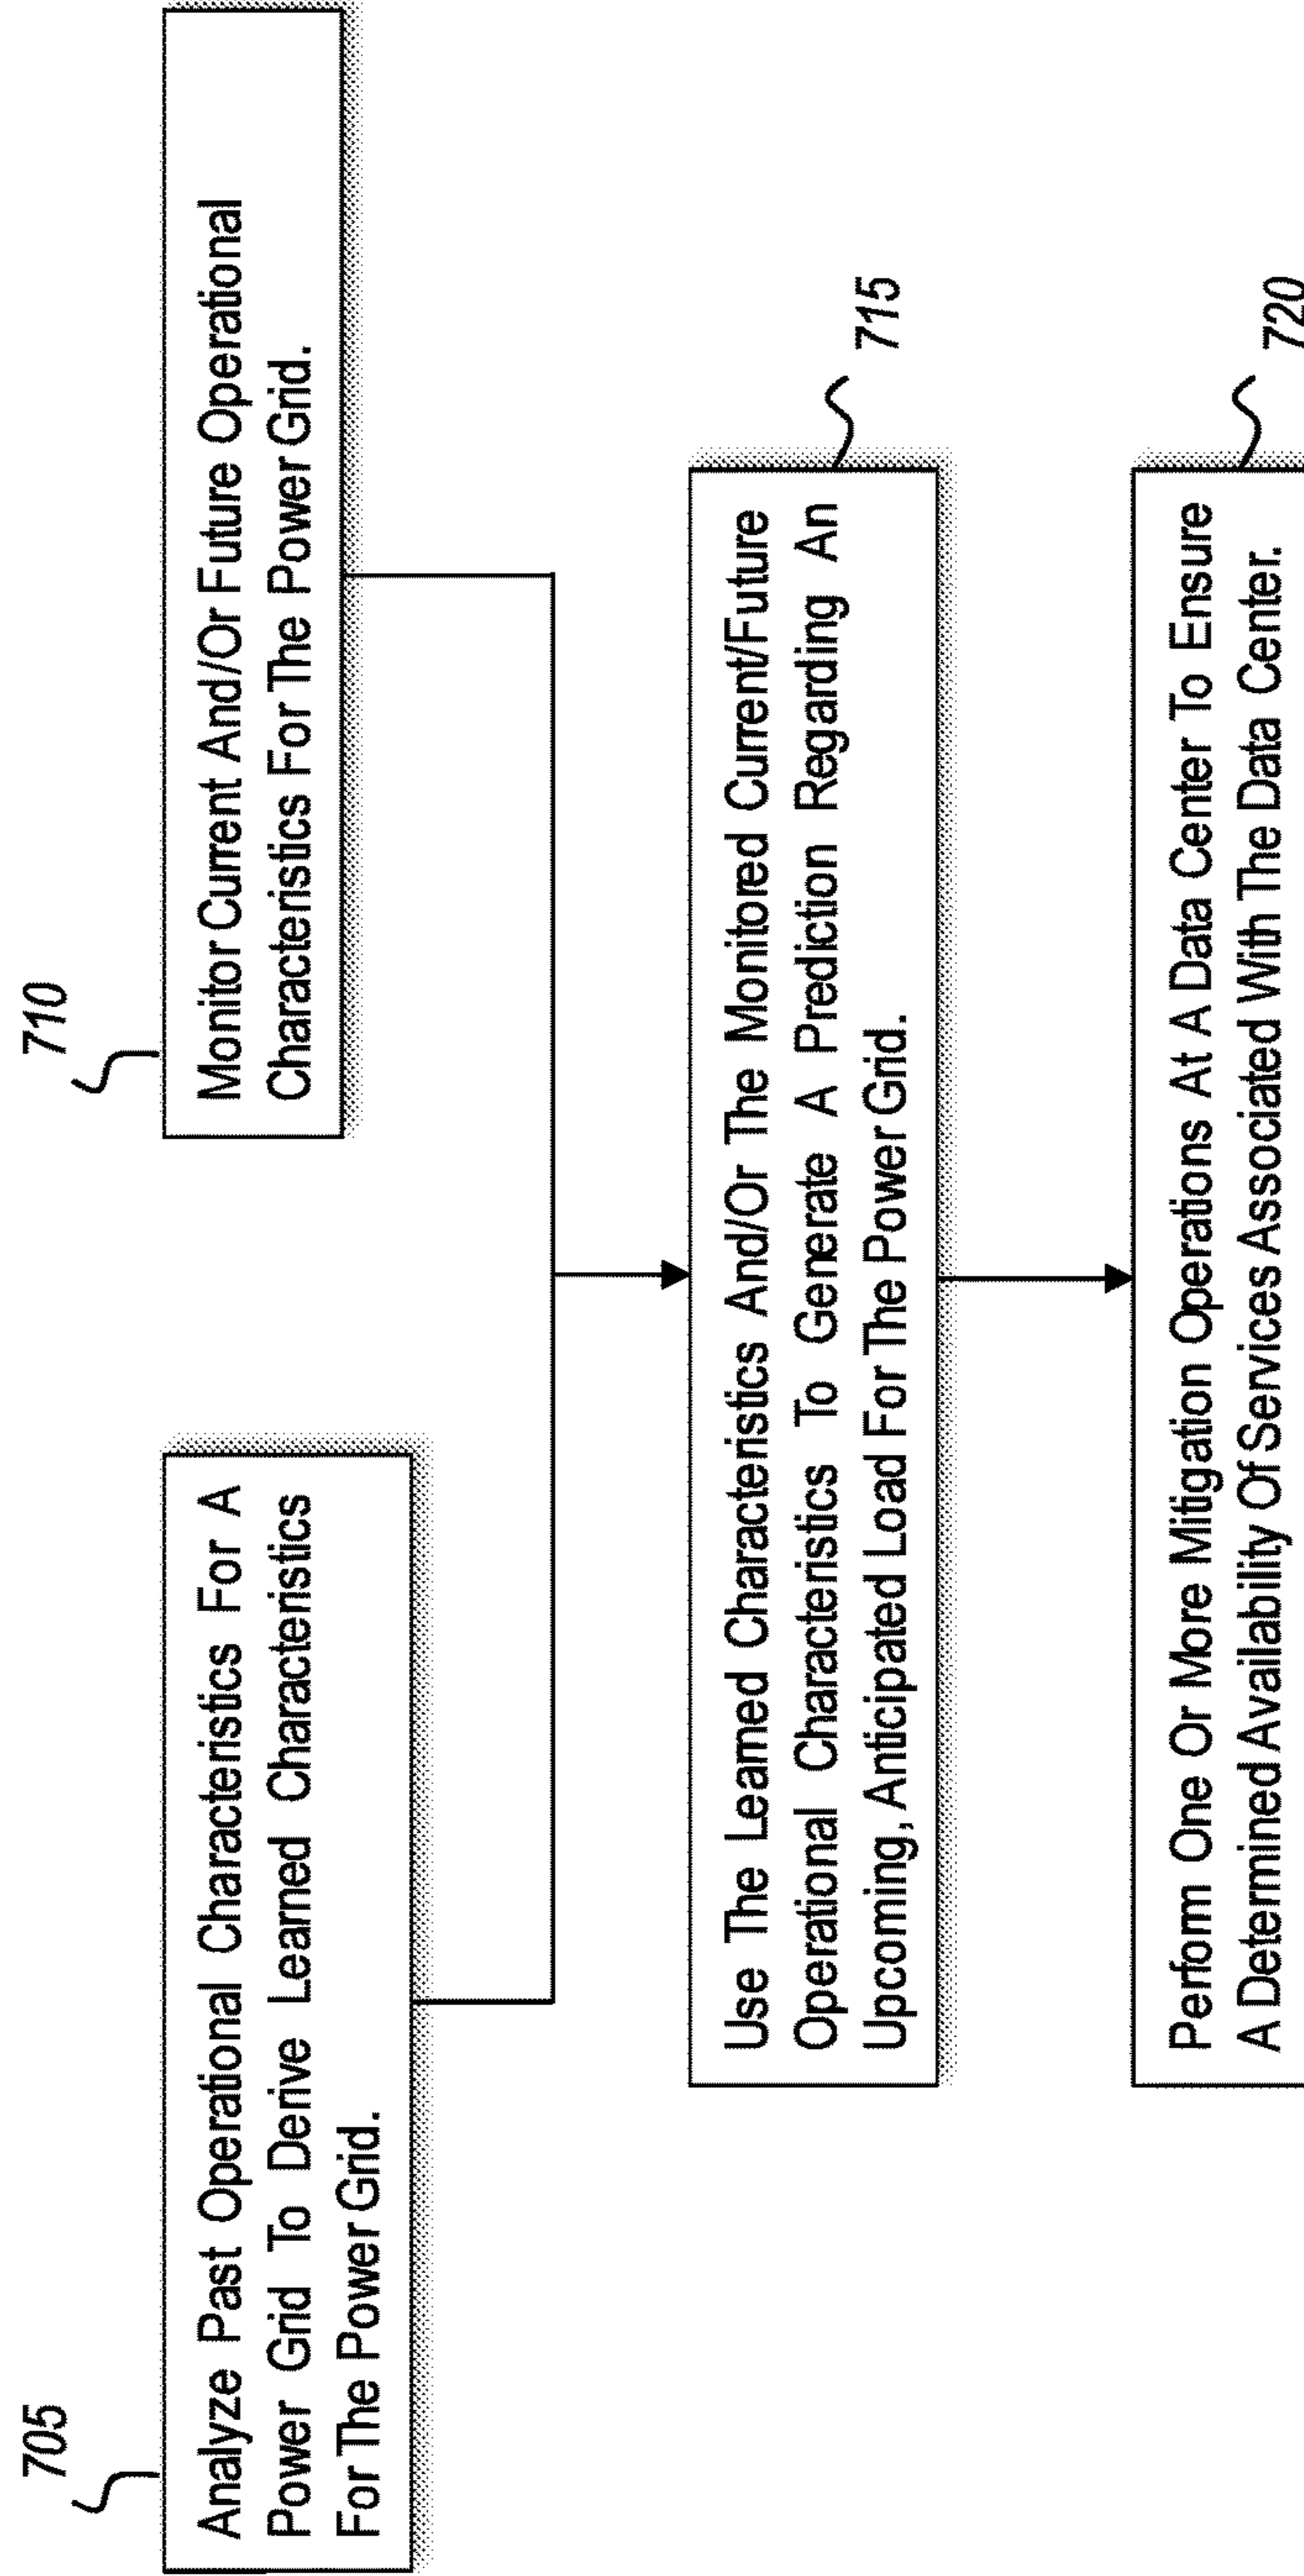 705
Analyze Past Operational Characteristics For A
Power Grid To Derive Learned Characteristics
For The Power Grid.
710
Monitor Current And/Or Future Operational
Characteristics For The Power Grid.
Use The Learned Characteristics And/Or The Monitored Current/Future
Operational Characteristics To Generate A Prediction Regarding An
Upcoming, Anticipated Load For The Power Grid.
715
Perform One Or More Mitigation Operations At A Data Center To Ensure
A Determined Availability Of Services Associated With The Data Center.
720